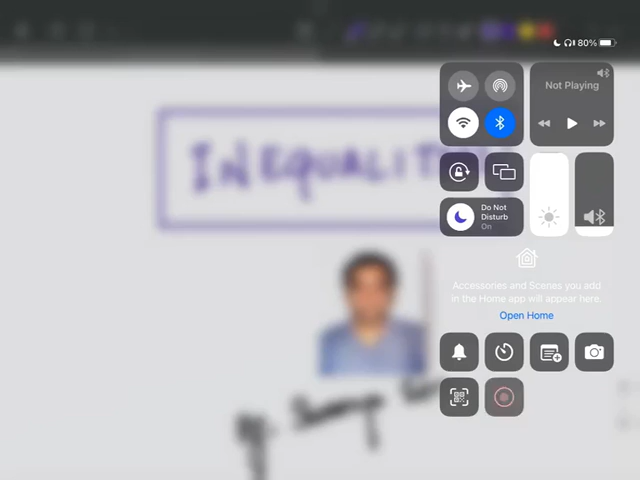 80%
Not Playing
Do Not
Disturb
On
Accessories and Scenes you add
in the Home app will appear here.
Open Home